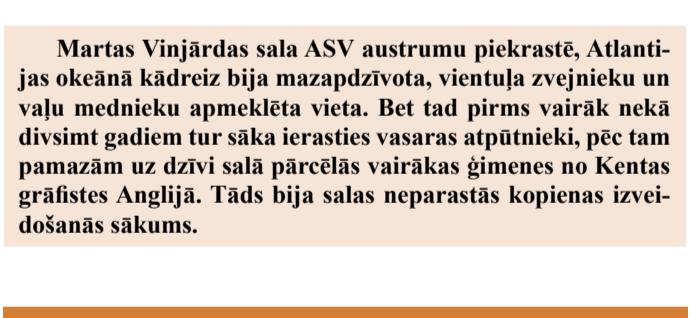 Martas Vinjārdas sala ASV austrumu piekrastē, Atlanti-
jas okeānā kādreiz bija mazapdzīvota, vientuļa zvejnieku un
vaļu mednieku apmeklēta vieta. Bet tad pirms vairāk nekā
divsimt gadiem tur sāka ierasties vasaras atpūtnieki, pēc tam
pamazām uz dzīvi salā pārcēlās vairākas ģimenes no Kentas
grāfistes Anglijā. Tāds bija salas neparastās kopienas izvei-
došanās sākums.